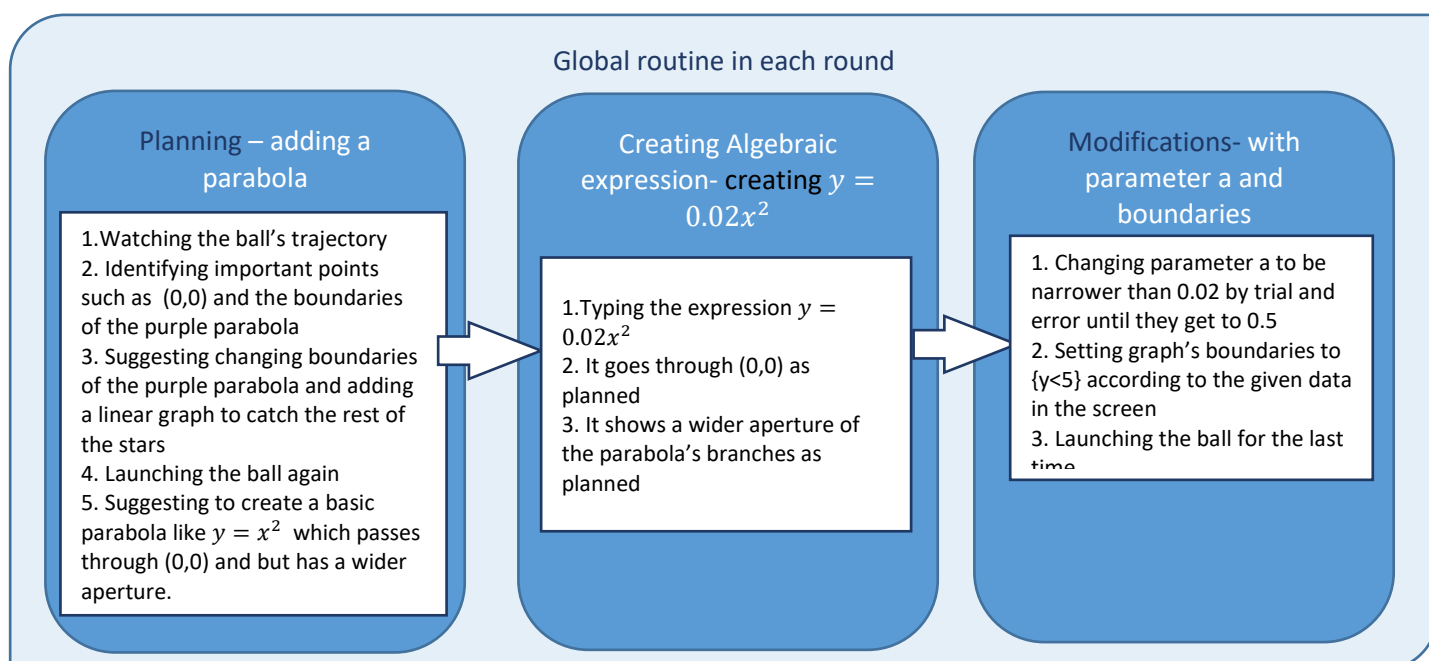 Global routine in each round
Planning – adding a
parabola
1.Watching the ball's trajectory
2. Identifying important points
such as (0,0) and the boundaries
of the purple parabola
3. Suggesting changing boundaries
of the purple parabola and adding
a linear graph to catch the rest of
the stars
4. Launching the ball again
5. Suggesting to create a basic
parabola like y = x² which passes
through (0,0) and but has a wider
aperture.
Creating Algebraic
expression- creating y =
0.02x²
1.Typing the expression y =
0.02x²
2. It goes through (0,0) as
planned
3. It shows a wider aperture of
the parabola's branches as
planned
Modifications- with
parameter a and
boundaries
1. Changing parameter a to be
narrower than 0.02 by trial and
error until they get to 0.5
2. Setting graph's boundaries to
{y<5} according to the given data
in the screen
3. Launching the ball for the last
time